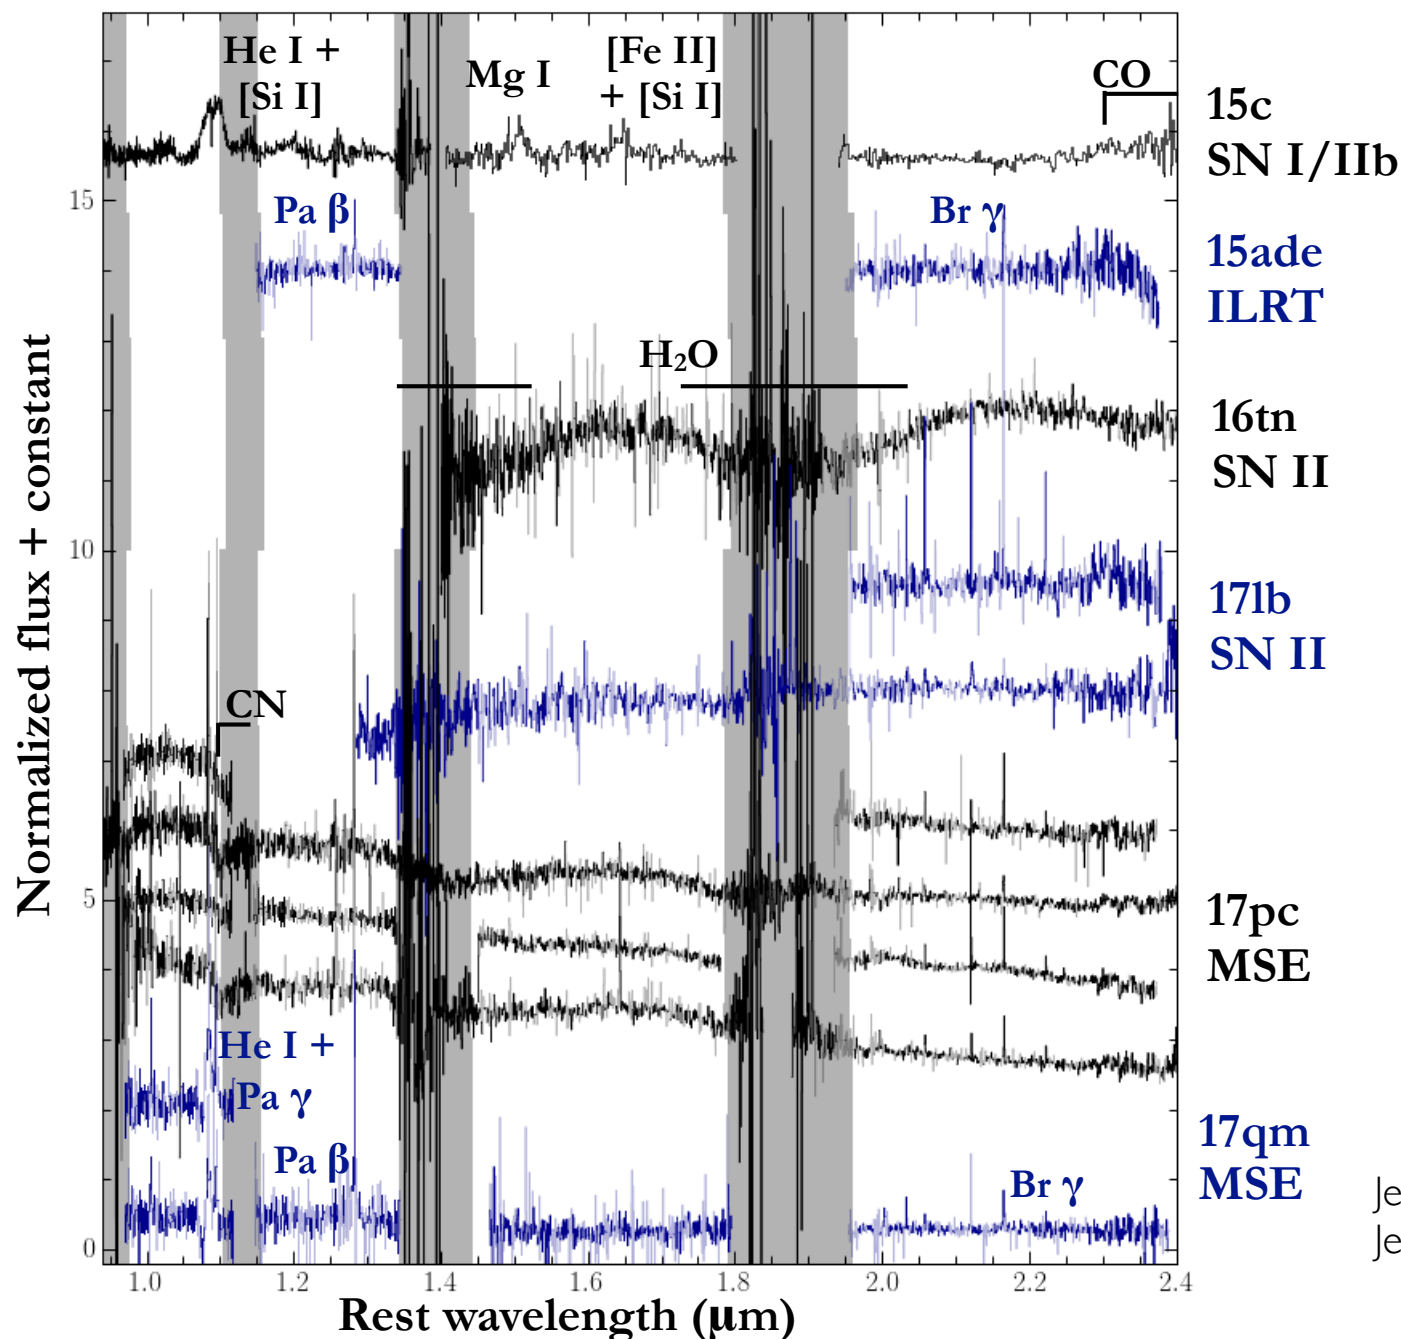 He I +
[Si I]
Mg I
[Fe II]
+ [Si I]
CO
15c
SN I/IIb
15
Pa β
Br γ
15ade
ILRT
H₂O
16tn
SN II
10
17lb
SN II
CN
5
17pc
MSE
He I +
Pa γ
Pa β
Br γ
17qm
MSE
Je
Je
0
1.0
1.2
1.4
1.6
1.8
2.0
2.2
2.4
Rest wavelength (μm)
Normalized flux + constant